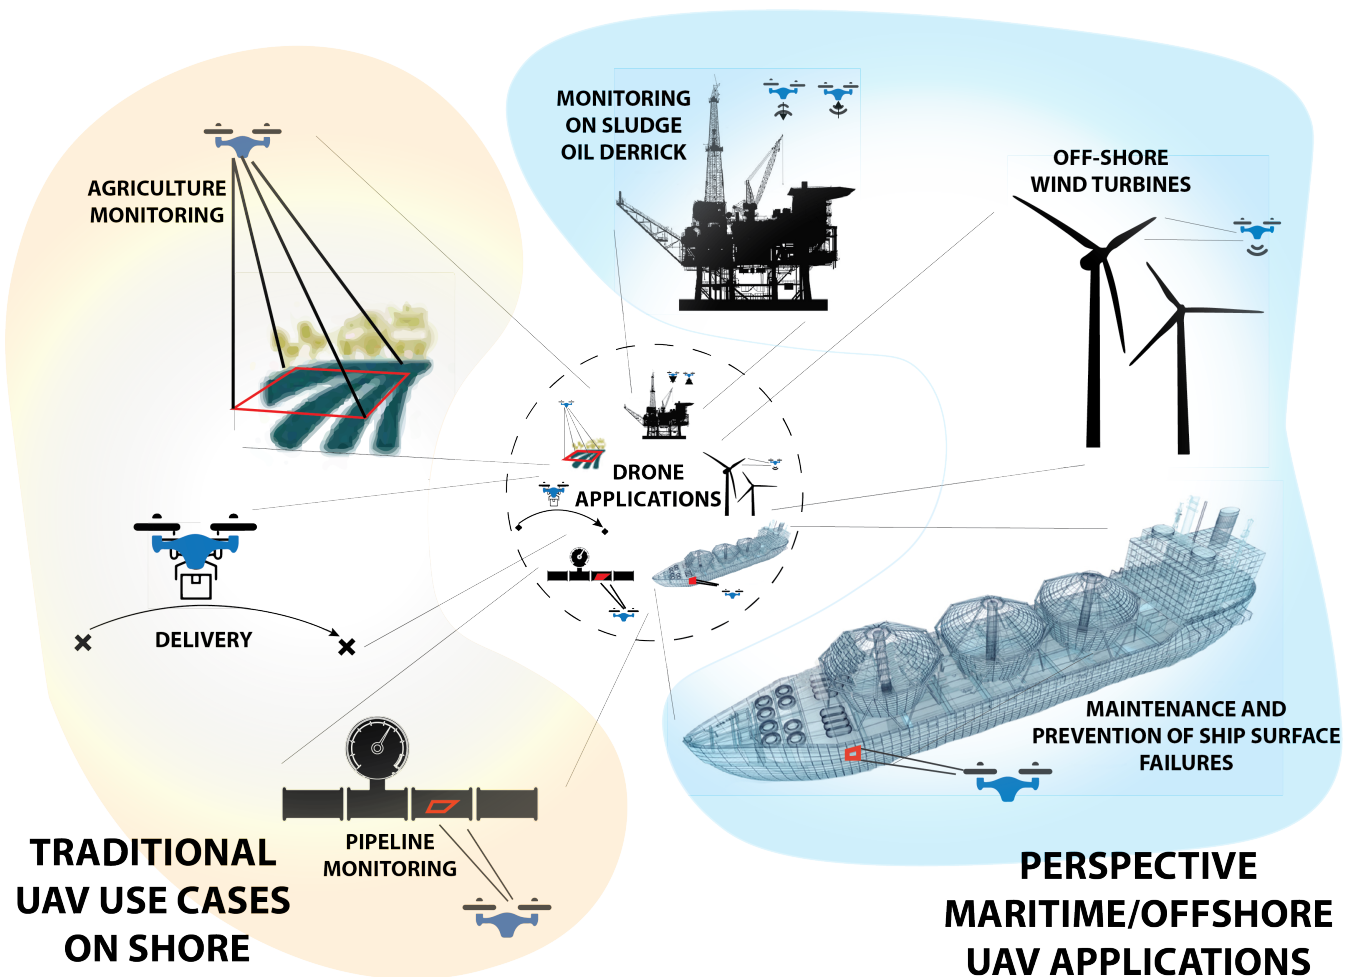 MONITORING
ON SLUDGE
OIL DERRICK
OFF-SHORE
WIND TURBINES
AGRICULTURE
MONITORING
DRONE
APPLICATIONS
DELIVERY
MAINTENANCE AND
PREVENTION OF SHIP SURFACE
FAILURES
PIPELINE
MONITORING
TRADITIONAL
UAV USE CASES
ON SHORE
PERSPECTIVE
MARITIME/OFFSHORE
UAV APPLICATIONS